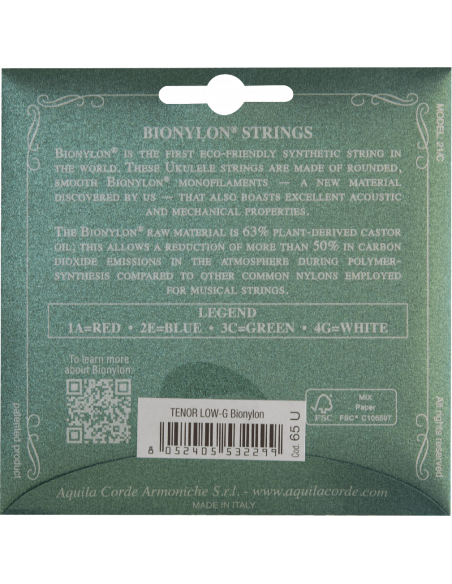 MODEL: 21/C
BIONYLON® STRINGS
BIONYLON® IS THE FIRST ECO-FRIENDLY SYNTHETIC STRING IN
THE WORLD. THESE UKULELE STRINGS ARE MADE OF ROUNDED,
SMOOTH BIONYLON® MONOFILAMENTS — A NEW MATERIAL
DISCOVERED BY US — THAT ALSO BOASTS EXCELLENT ACOUSTIC
AND MECHANICAL PROPERTIES.
THE BIONYLON® RAW MATERIAL IS 63% PLANT-DERIVED CASTOR
OIL; THIS ALLOWS A REDUCTION OF MORE THAN 50% IN CARBON
DIOXIDE EMISSIONS IN THE ATMOSPHERE DURING POLYMER-
SYNTHESIS COMPARED TO OTHER COMMON NYLONS EMPLOYED
FOR MUSICAL STRINGS.
LEGEND
1A=RED • 2E=BLUE • 3C=GREEN • 4G=WHITE
To learn more
about Bionylon:
TENOR LOW-G Bionylon
8 052405 532299
Cod. 65 U
FSC
MIX
Paper
FSC® C106597
patented product
All rights reserved.
Aquila Corde Armoniche S.r.l. - www.aquilacorde.com
MADE IN ITALY